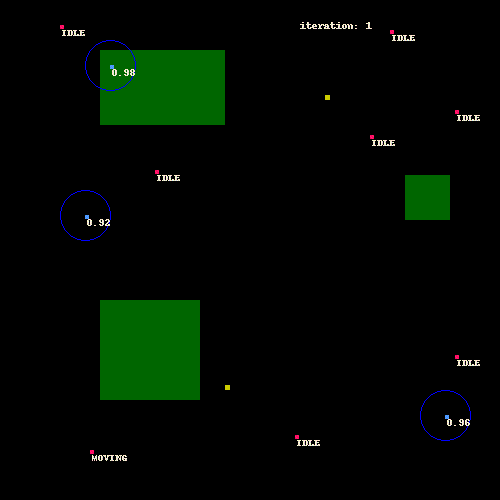 iteration: 1
IDLE
IDLE
0.98
IDLE
IDLE
IDLE
0.92
IDLE
0.96
IDLE
MOVING